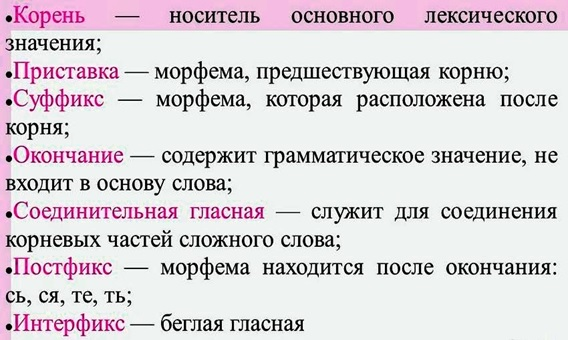 •Корень — носитель основного лексического
значения;
•Приставка — морфема, предшествующая корню;
•Суффикс — морфема, которая расположена после
корня;
•Окончание — содержит грамматическое значение, не
входит в основу слова;
•Соединительная гласная — служит для соединения
корневых частей сложного слова;
•Постфикс — морфема находится после окончания:
сь, ся, те, ть;
•Интерфикс — беглая гласная